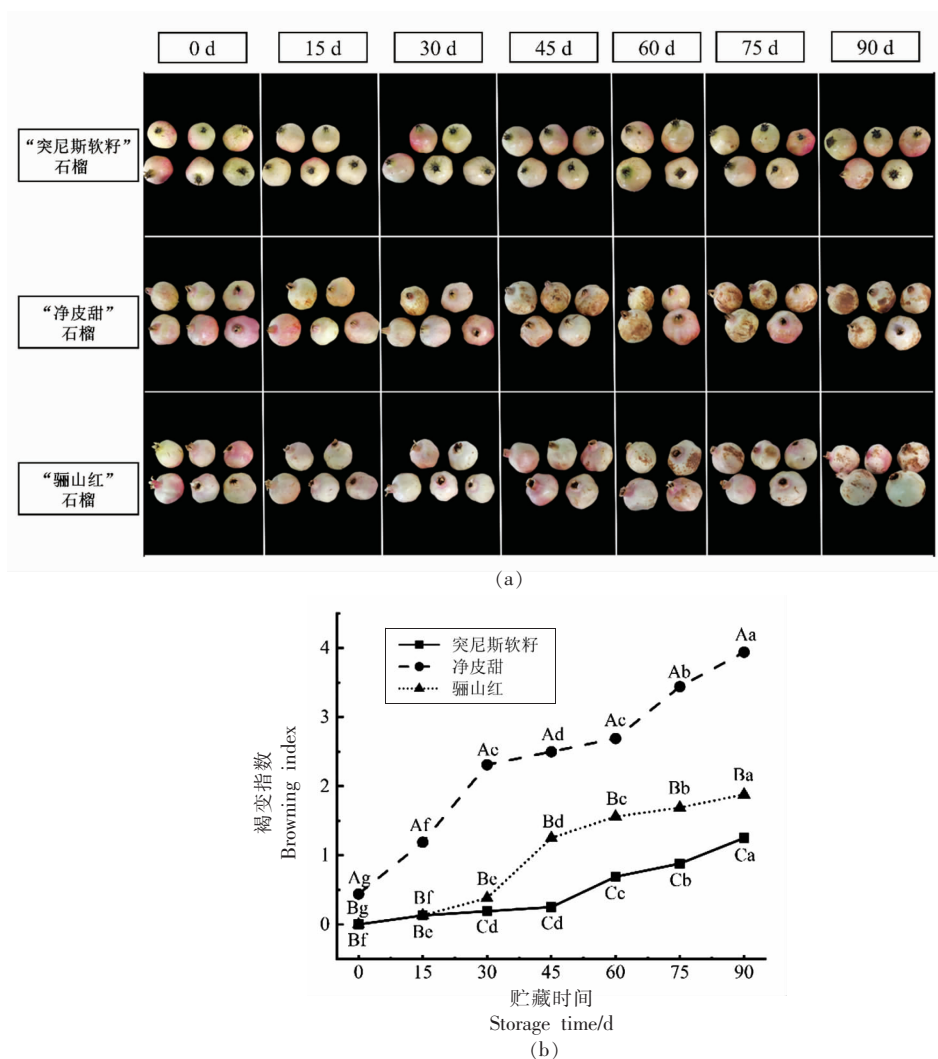 0 d 15 d 30 d 45 d 60 d 75 d 90 d
“突尼斯软籽”
石榴
“净皮甜”
石榴
“骊山红”
石榴
(a)
突尼斯软籽
净皮甜
骊山红
褐变指数
Browning index
4
3
2
1
0
Ag
Af
Ac
Ad
Ac
Ab
Aa
Bg
Bf
Be
Bd
Bc
Bb
Ba
Bf
Be
Cd
Cd
Cc
Cb
Ca
0 15 30 45 60 75 90
贮藏时间
Storage time/d
(b)